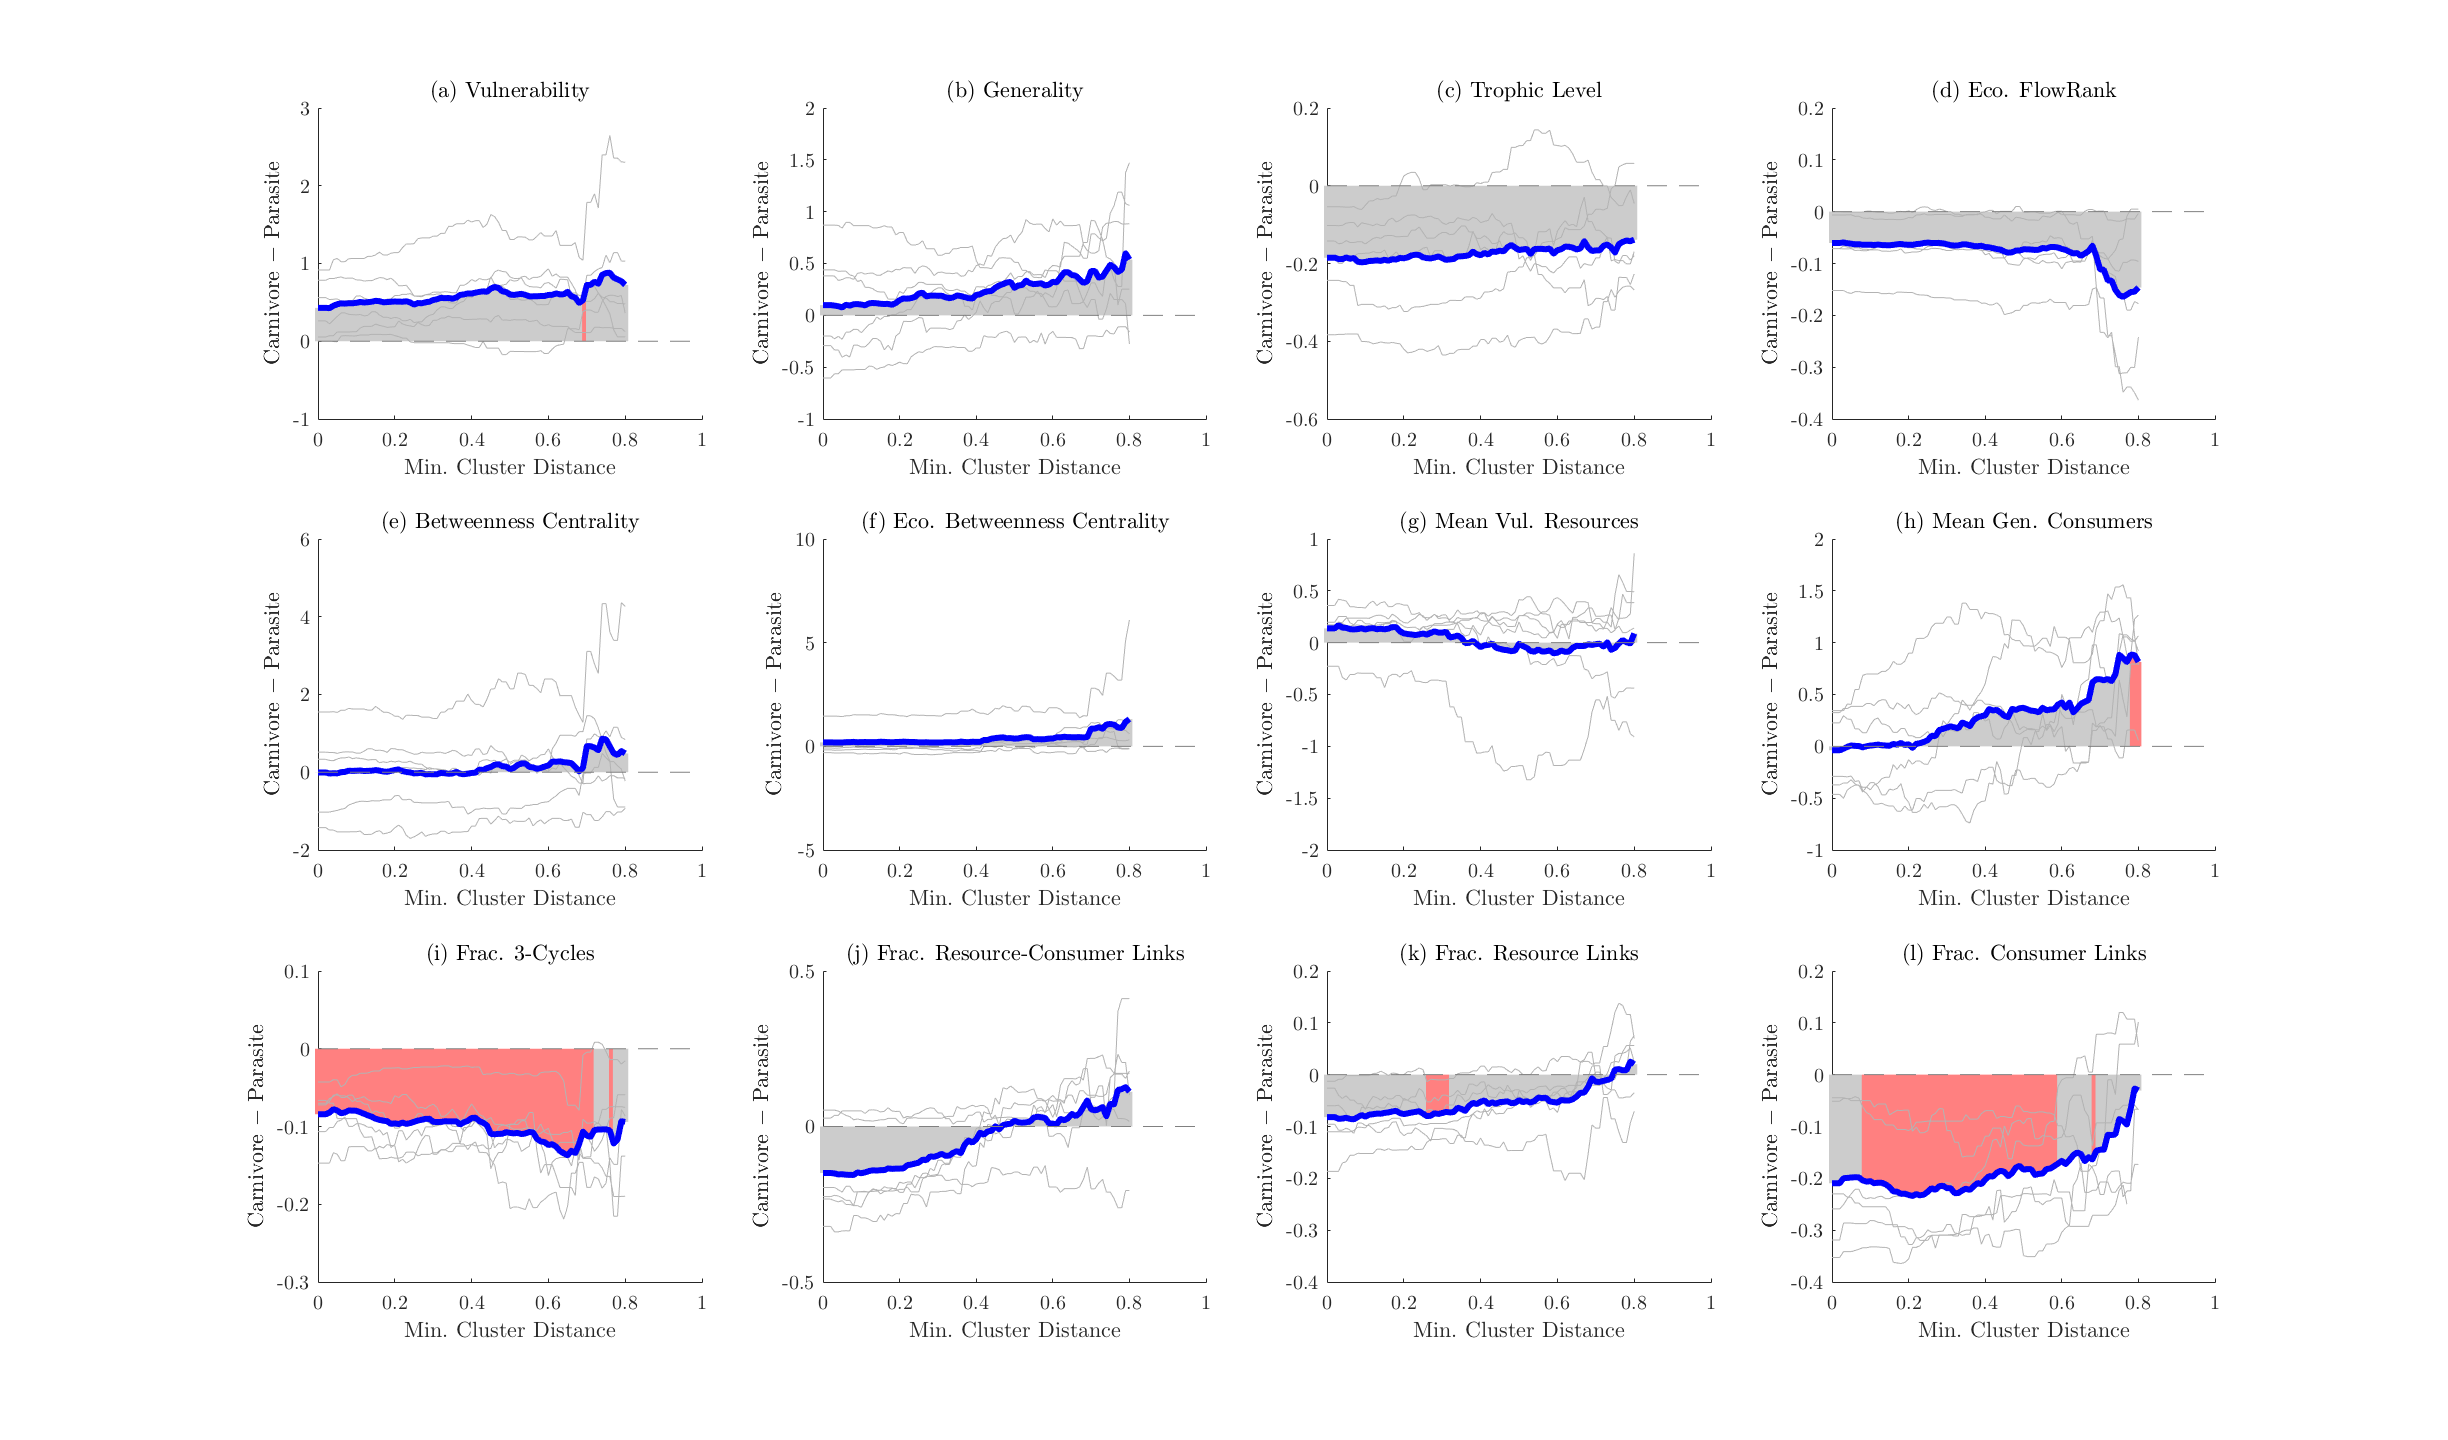 (a) Vulnerability
(b) Generality
(c) Trophic Level
(d) Eco. FlowRank
3
2
1
0
-1
Carnivore − Parasite
0 0.2 0.4 0.6 0.8 1
Min. Cluster Distance
2
1.5
1
0.5
0
-0.5
-1
Carnivore − Parasite
0 0.2 0.4 0.6 0.8 1
Min. Cluster Distance
0.2
0
-0.2
-0.4
-0.6
Carnivore − Parasite
0 0.2 0.4 0.6 0.8 1
Min. Cluster Distance
0.2
0.1
0
-0.1
-0.2
-0.3
-0.4
Carnivore − Parasite
0 0.2 0.4 0.6 0.8 1
Min. Cluster Distance
(e) Betweenness Centrality
(f) Eco. Betweenness Centrality
(g) Mean Vul. Resources
(h) Mean Gen. Consumers
6
4
2
0
-2
Carnivore − Parasite
0 0.2 0.4 0.6 0.8 1
Min. Cluster Distance
10
5
0
-5
Carnivore − Parasite
0 0.2 0.4 0.6 0.8 1
Min. Cluster Distance
1
0.5
0
-0.5
-1
-1.5
-2
Carnivore − Parasite
0 0.2 0.4 0.6 0.8 1
Min. Cluster Distance
2
1.5
1
0.5
0
-0.5
-1
Carnivore − Parasite
0 0.2 0.4 0.6 0.8 1
Min. Cluster Distance
(i) Frac. 3-Cycles
(j) Frac. Resource-Consumer Links
(k) Frac. Resource Links
(l) Frac. Consumer Links
0.1
0
-0.1
-0.2
-0.3
Carnivore − Parasite
0 0.2 0.4 0.6 0.8 1
Min. Cluster Distance
0.5
0
-0.5
Carnivore − Parasite
0 0.2 0.4 0.6 0.8 1
Min. Cluster Distance
0.2
0.1
0
-0.1
-0.2
-0.3
-0.4
Carnivore − Parasite
0 0.2 0.4 0.6 0.8 1
Min. Cluster Distance
0.2
0.1
0
-0.1
-0.2
-0.3
-0.4
Carnivore − Parasite
0 0.2 0.4 0.6 0.8 1
Min. Cluster Distance